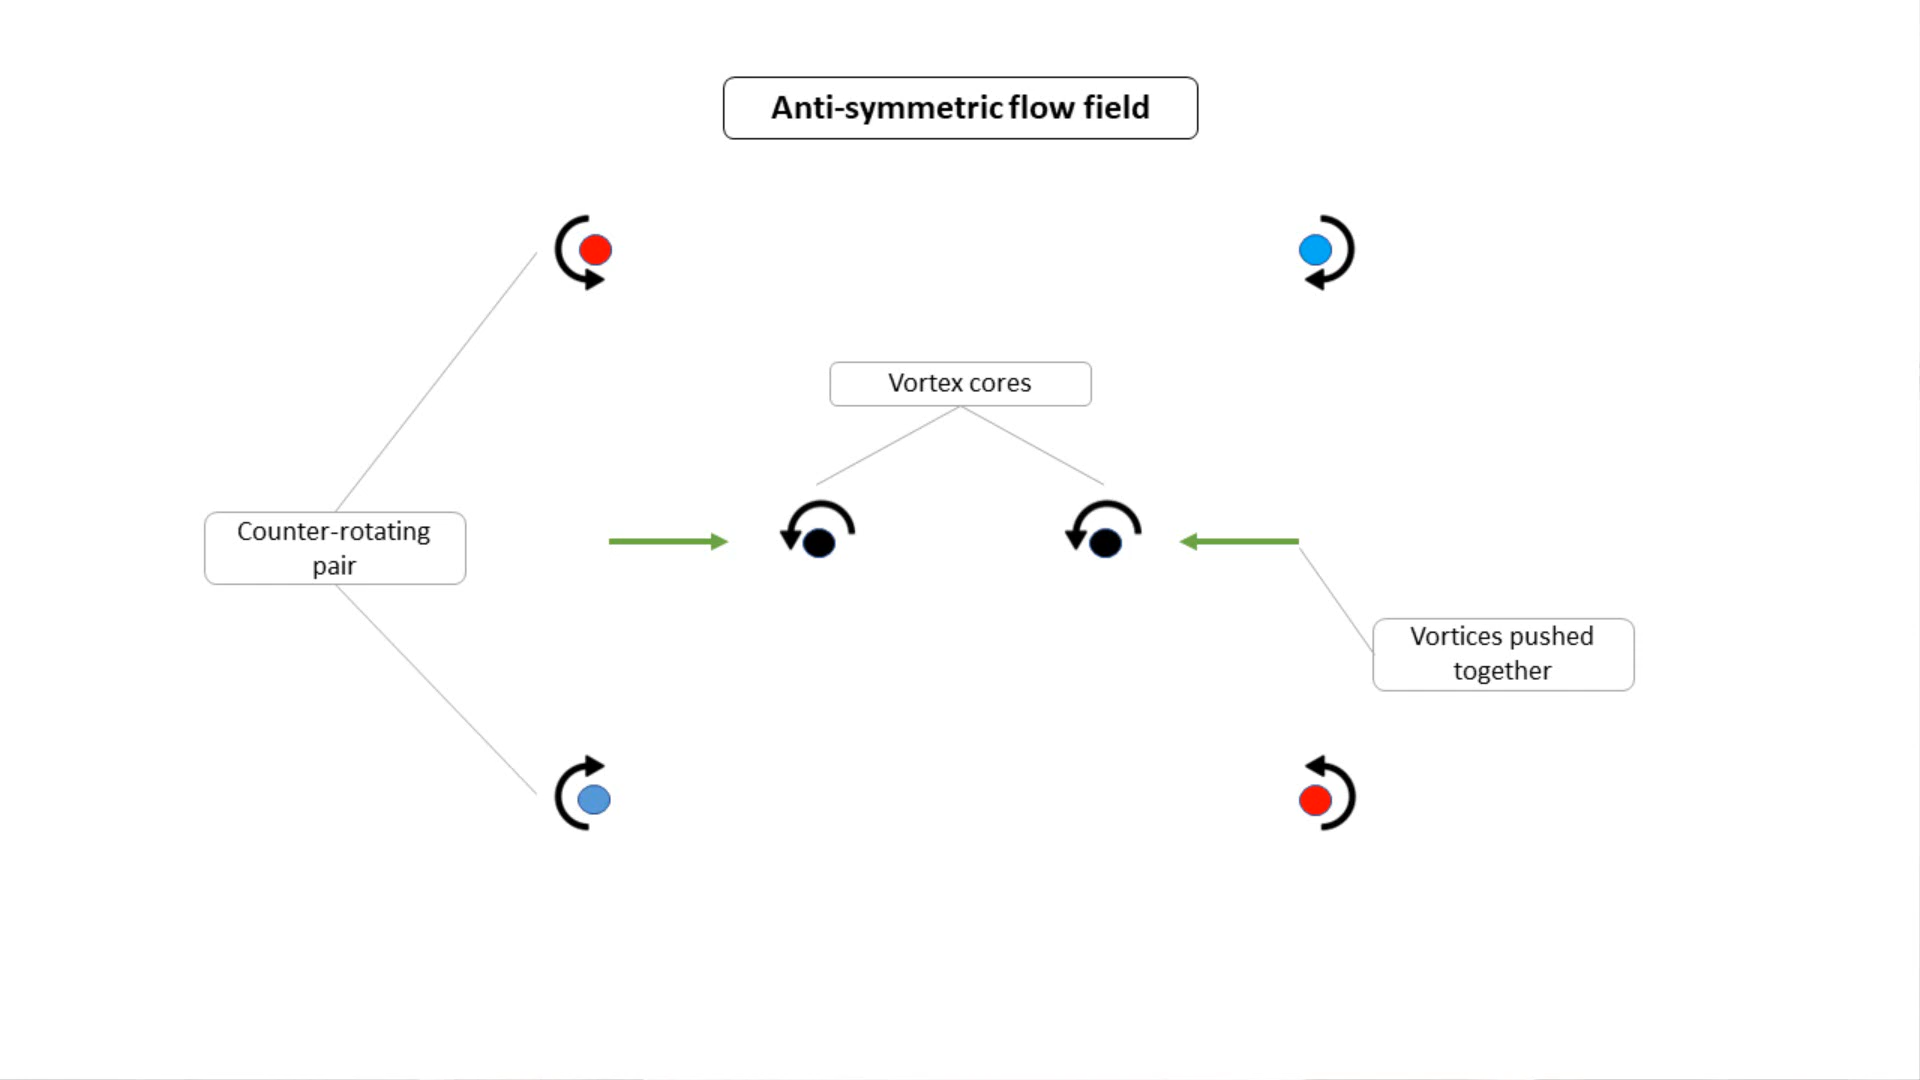 Anti-symmetric flow field
Vortex cores
Counter-rotating
pair
Vortices pushed
together